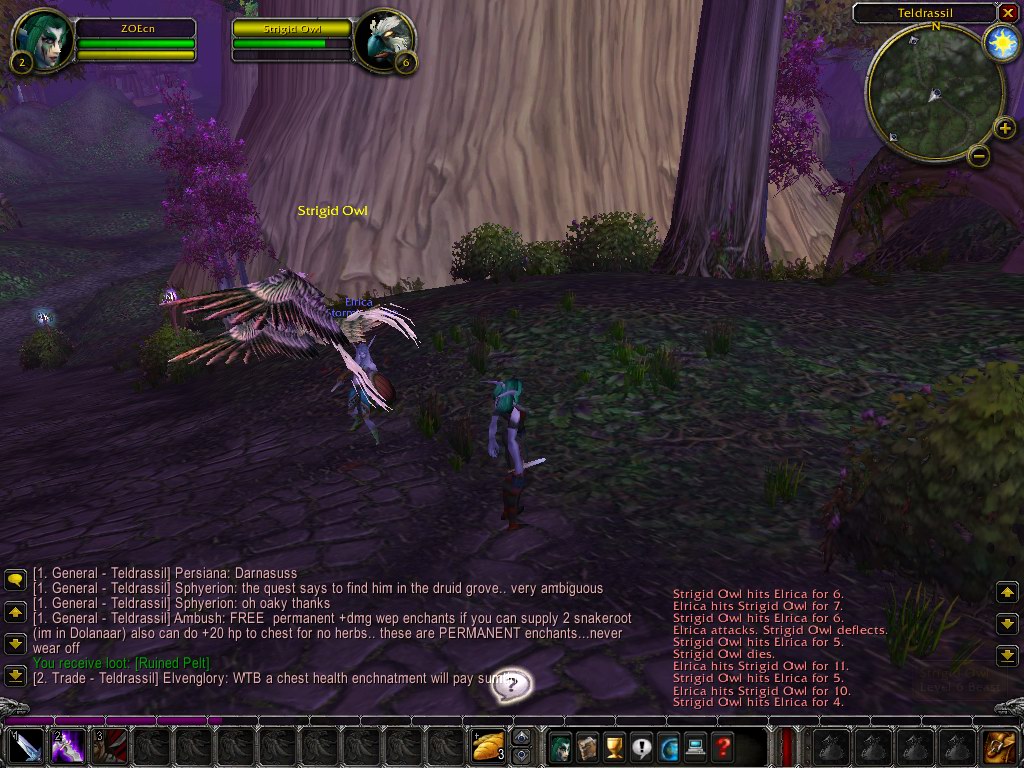 ZOEcn
2
Strigid Owl
6
Teldrassil
N
Strigid Owl
Elrica
[1. General - Teldrassil] Persiana: Darnasuss
[1. General - Teldrassil] Sphyerion: the quest says to find him in the druid grove.. very ambiguous
[1. General - Teldrassil] Sphyerion: oh oaky thanks
[1. General - Teldrassil] Ambush: FREE permanent +dmg wep enchants if you can supply 2 snakeroot
(im in Dolanaar) also can do +20 hp to chest for no herbs.. these are PERMANENT enchants...never
wear off
You receive loot: [Ruined Pelt]
[2. Trade - Teldrassil] Elvenglory: WTB a chest health enchnatment will pay
Strigid Owl hits Elrica for 6.
Elrica hits Strigid Owl for 7.
Strigid Owl hits Elrica for 6.
Elrica attacks. Strigid Owl deflects.
Strigid Owl hits Elrica for 5.
Strigid Owl dies.
Elrica hits Strigid Owl for 11.
Strigid Owl hits Elrica for 5.
Elrica hits Strigid Owl for 10.
Strigid Owl hits Elrica for 4.
1
2
3
3